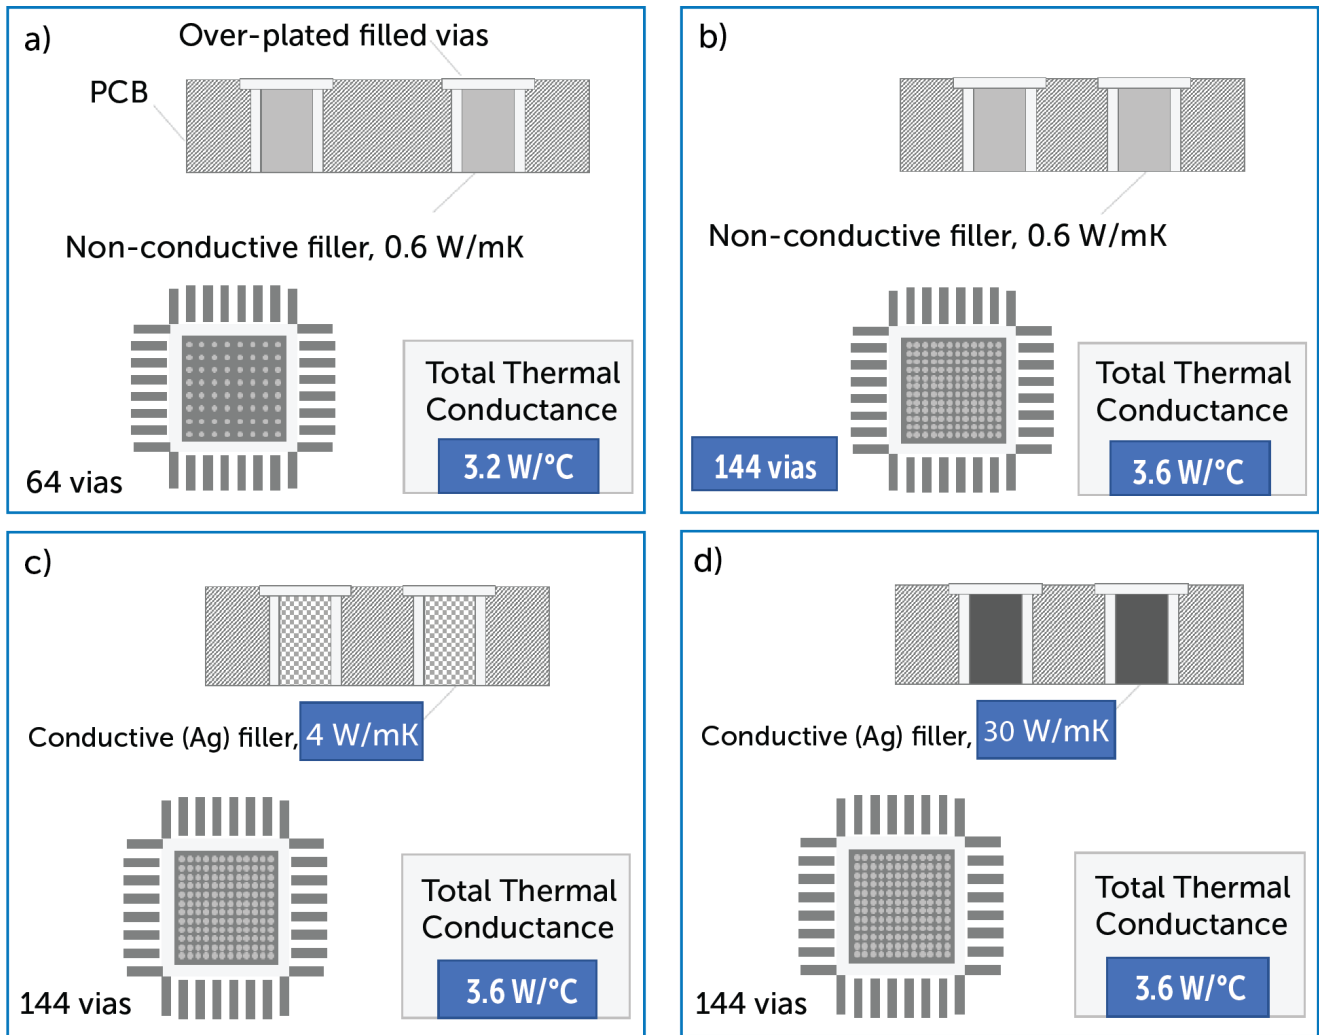 a)
Over-plated filled vias
PCB
Non-conductive filler, 0.6 W/mK
Total Thermal
Conductance
3.2 W/°C
64 vias
b)
Non-conductive filler, 0.6 W/mK
Total Thermal
Conductance
144 vias
3.6 W/°C
c)
Conductive (Ag) filler, 4 W/mK
Total Thermal
Conductance
3.6 W/°C
144 vias
d)
Conductive (Ag) filler, 30 W/mK
Total Thermal
Conductance
3.6 W/°C
144 vias